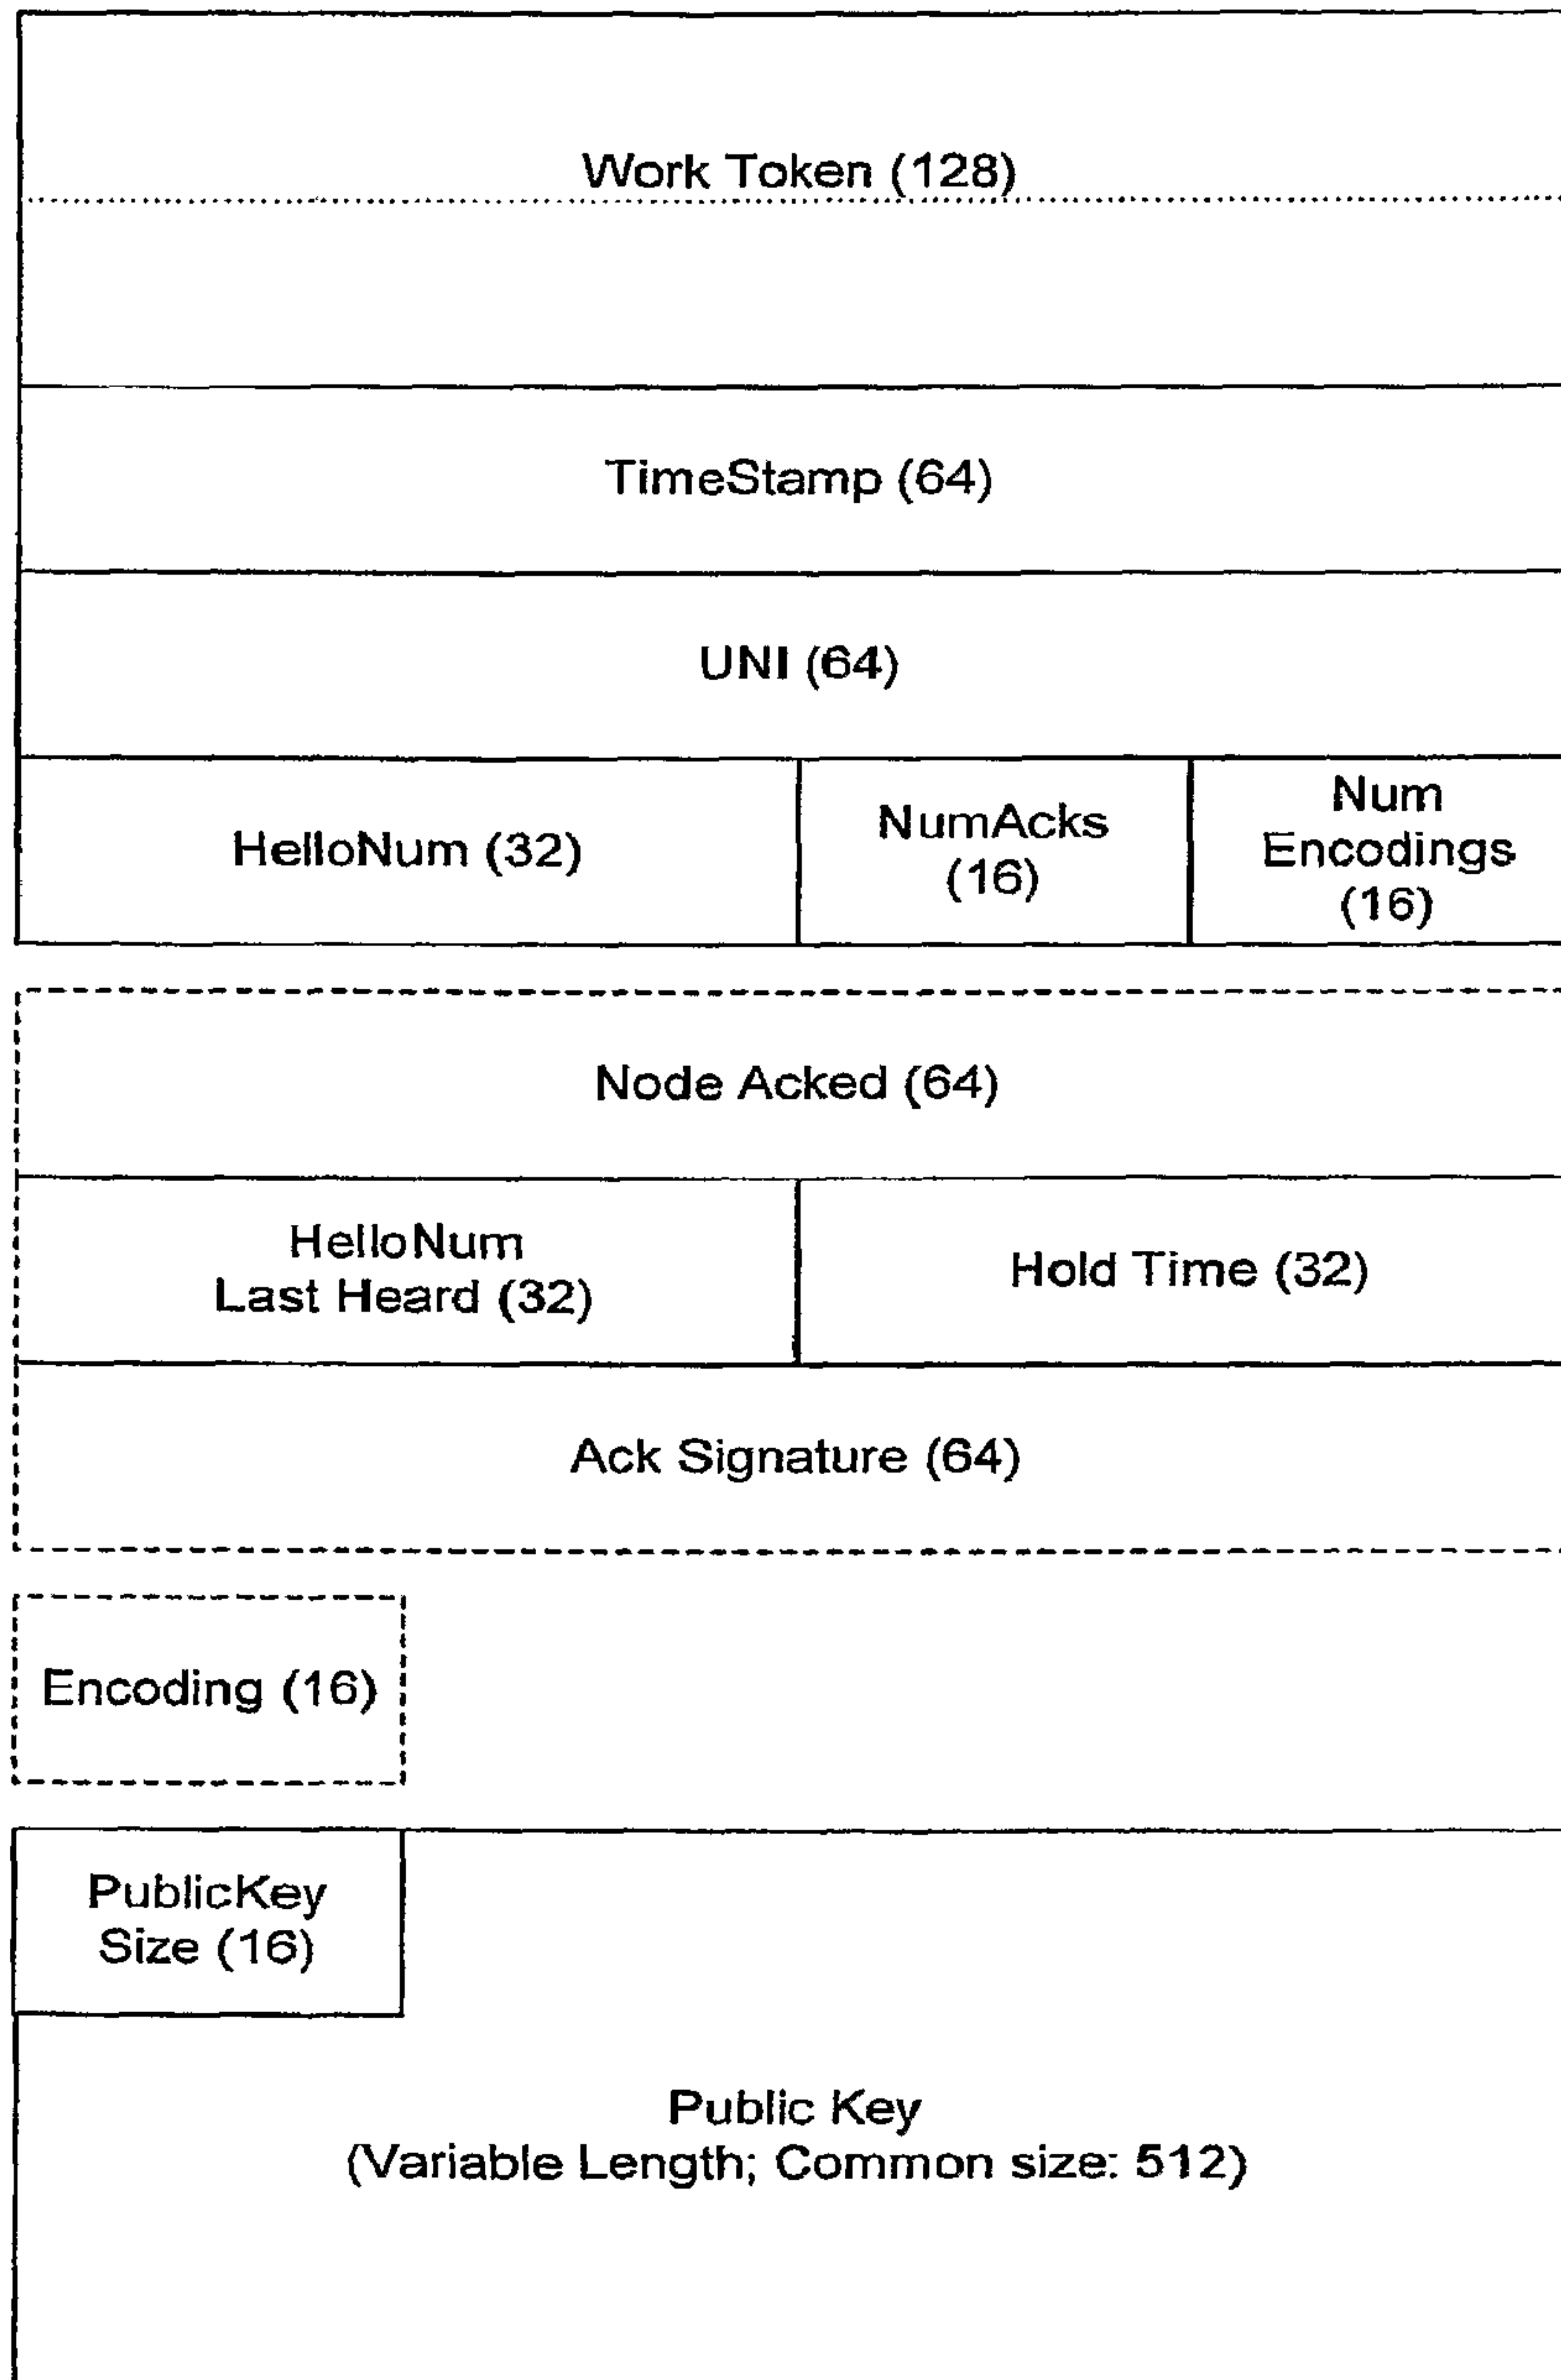 Work Token (128)
TimeStamp (64)
UNI (64)
HelloNum (32)
NumAcks
(16)
Num
Encodings
(16)
Node Acked (64)
HelloNum
Last Heard (32)
Hold Time (32)
Ack Signature (64)
Encoding (16)
PublicKey
Size (16)
Public Key
(Variable Length; Common size: 512)